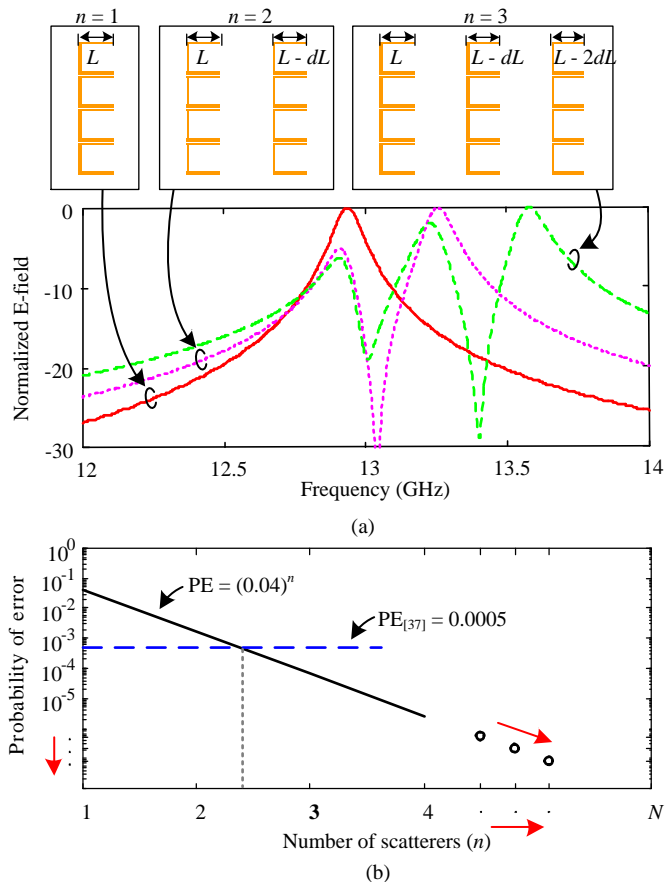 n = 1
n = 2
n = 3
L
L
L - dL
L
L - dL
L - 2dL
Normalized E-field
0
-10
-20
-30
12
12.5
13
13.5
14
Frequency (GHz)
(a)
Probability of error
10^0
10^-1
10^-2
10^-3
10^-4
10^-5
PE = (0.04)^n
PE_[37] = 0.0005
1
2
3
4
N
Number of scatterers (n)
(b)